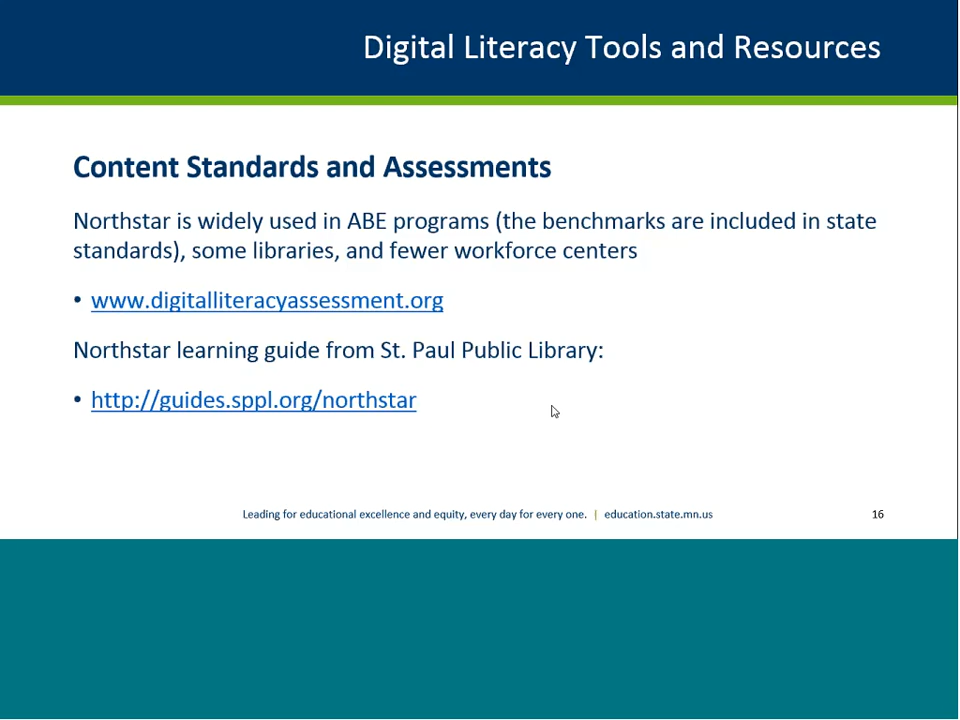 Digital Literacy Tools and Resources
Content Standards and Assessments
Northstar is widely used in ABE programs (the benchmarks are included in state
standards), some libraries, and fewer workforce centers
• www.digitalliteracyassessment.org
Northstar learning guide from St. Paul Public Library:
• http://guides.sppl.org/northstar
Leading for educational excellence and equity, every day for every one. | education.state.mn.us
16